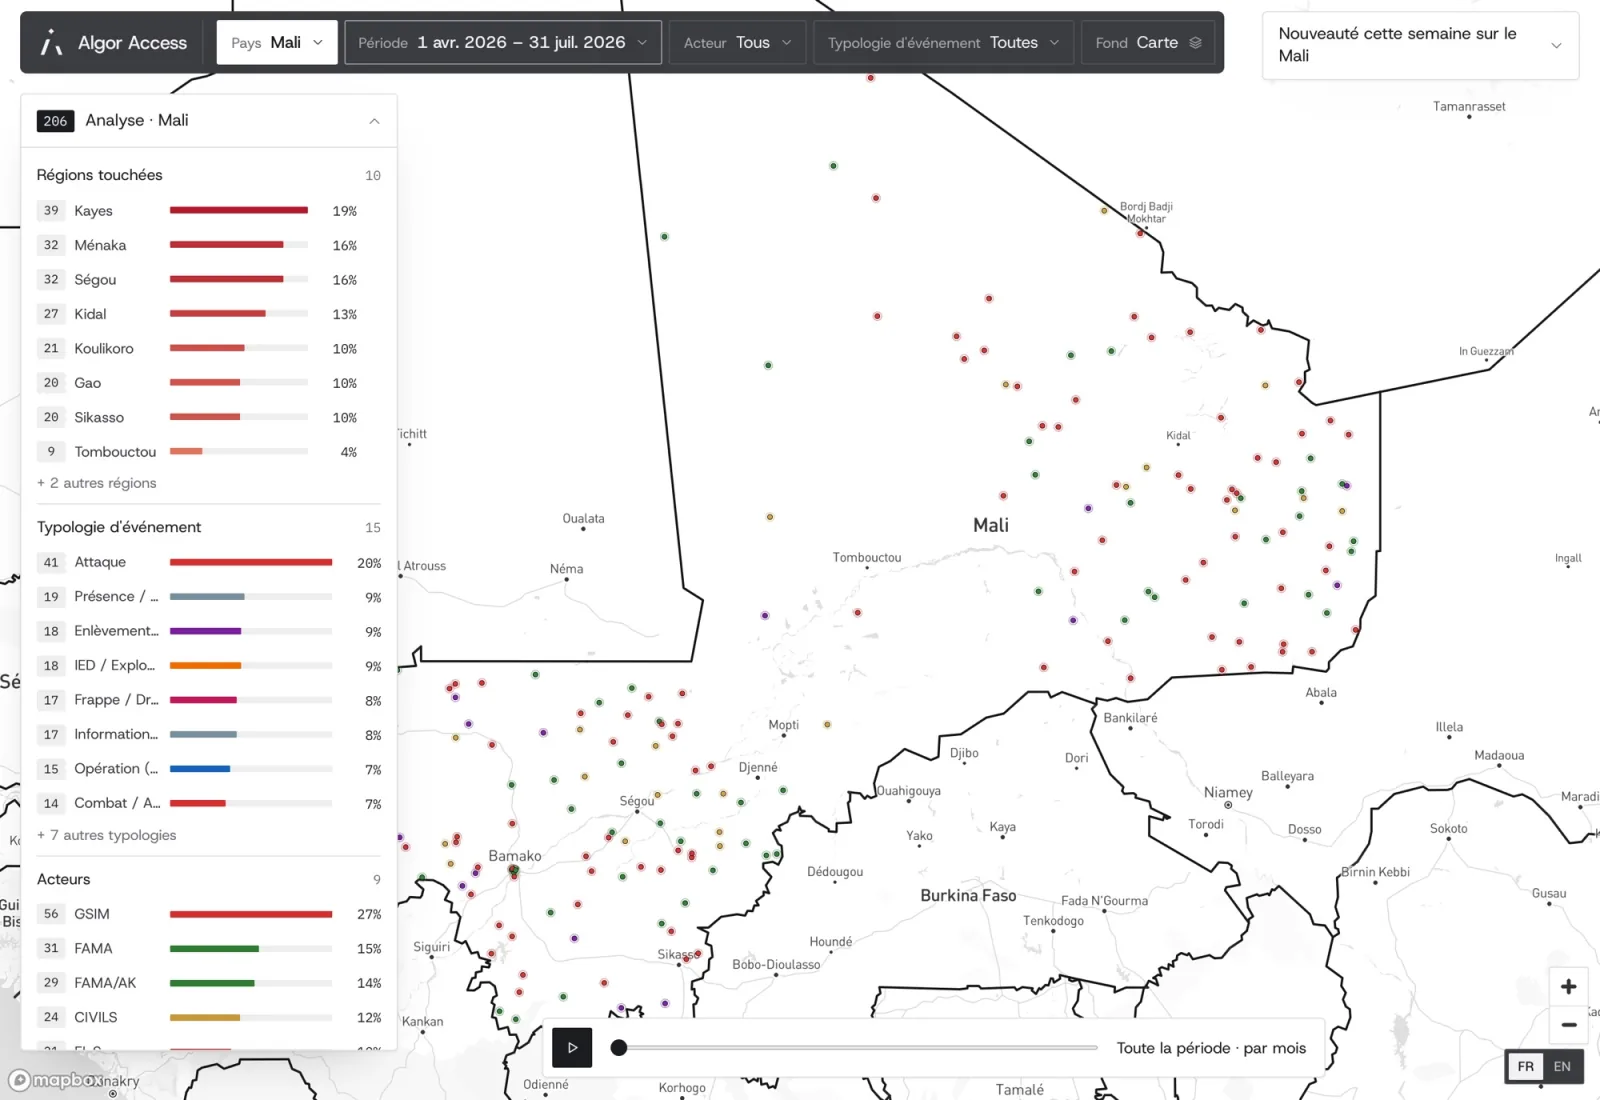 Algor Access
Pays Mali
Période 1 avr. 2026 – 31 juil. 2026
Acteur Tous
Typologie d'événement Toutes
Fond Carte
Nouveauté cette semaine sur le
Mali
206 Analyse · Mali
Régions touchées 10
39 Kayes 19%
32 Ménaka 16%
32 Ségou 16%
27 Kidal 13%
21 Koulikoro 10%
20 Gao 10%
20 Sikasso 10%
9 Tombouctou 4%
+ 2 autres régions
Typologie d'événement 15
41 Attaque 20%
19 Présence / ... 9%
18 Enlèvement... 9%
18 IED / Explo... 9%
17 Frappe / Dr... 8%
17 Information... 8%
15 Opération (... 7%
14 Combat / A... 7%
+ 7 autres typologies
Acteurs 9
56 GSIM 27%
31 FAMA 15%
29 FAMA/AK 14%
24 CIVILS 12%
Tamanrasset
Bordj Badji
Mokhtar
In Guezzam
Kidal
Oualata
Mali
Tombouctou
Ingall
Néma
l Atrouss
Abala
Bankilaré
Mopti
Illela
Djibo
Dori
Madaoua
Djenné
Balleyara
Ouahigouya
Niamey
Maradi
Ségou
Torodi
Dosso
Sokoto
Kaya
Yako
Bamako
Dédougou
Birnin Kebbi
Burkina Faso
Fada N'Gourma
Gusau
Tenkodogo
Houndé
Siguiri
Sikasso
Bobo-Dioulasso
Kankan
Toute la période · par mois
FR EN
mapbox
Odienné
Korhogo
Tamalé